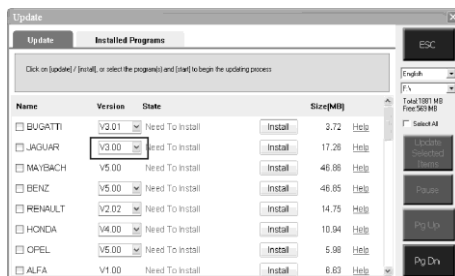 Update
Update Installed Programs
ESC
Click on [update] / [install], or select the program(s) and [start] to begin the updating process
English
F:\
Total:1881 MB
Free:569 MB
Select All
Name Version State Size(MB)
BUGATTI V3.01 Need To Install Install 3.72 Help
JAGUAR V3.00 Need To Install Install 17.26 Help
MAYBACH V5.00 Need To Install Install 46.86 Help
BENZ V5.00 Need To Install Install 46.85 Help
RENAULT V2.02 Need To Install Install 14.75 Help
HONDA V4.00 Need To Install Install 10.94 Help
OPEL V5.00 Need To Install Install 5.98 Help
ALFA V1.00 Need To Install Install 6.83 Help
Update
Selected
Items
Pause
Pg Up
Pg Dn